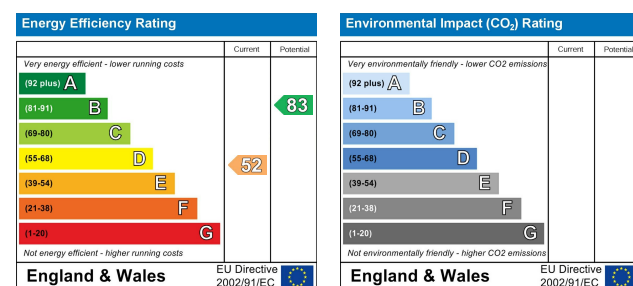 Energy Efficiency Rating
Current Potential
Very energy efficient - lower running costs
(92 plus) A
(81-91) B
(69-80) C
(55-68) D
(39-54) E
(21-38) F
(1-20) G
83
52
Not energy efficient - higher running costs
England & Wales
EU Directive
2002/91/EC
Environmental Impact (CO₂) Rating
Current Potential
Very environmentally friendly - lower CO2 emissions
(92 plus) A
(81-91) B
(69-80) C
(55-68) D
(39-54) E
(21-38) F
(1-20) G
Not environmentally friendly - higher CO2 emissions
England & Wales
EU Directive
2002/91/EC